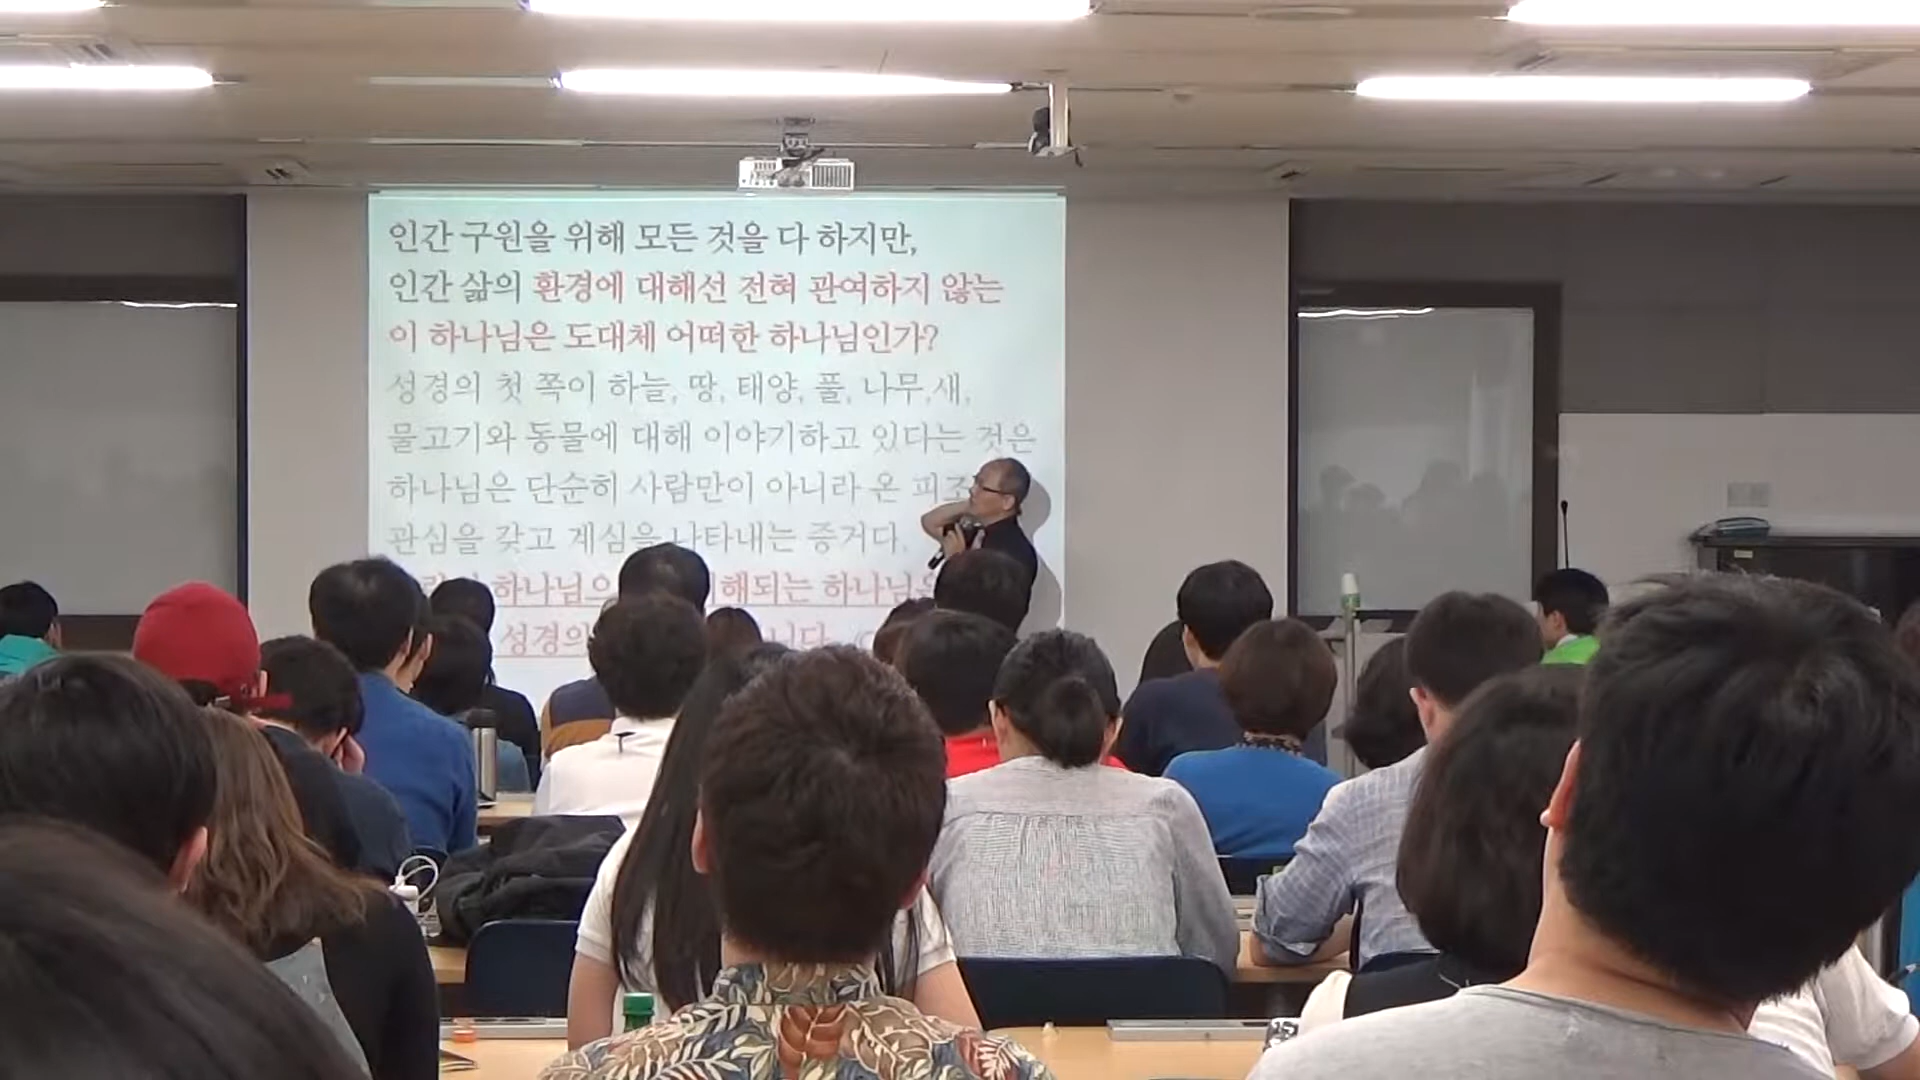 인간 구원을 위해 모든 것을 다 하지만,
인간 삶의 환경에 대해선 전혀 관여하지 않는
이 하나님은 도대체 어떠한 하나님인가?
성경의 첫 쪽이 하늘, 땅, 태양, 풀, 나무,새,
물고기와 동물에 대해 이야기하고 있다는 것은
하나님은 단순히 사람만이 아니라 온 피조
관심을 갖고 계심을 나타내는 증거다.
하나님으 해되는 하나님은
성경의 니다.